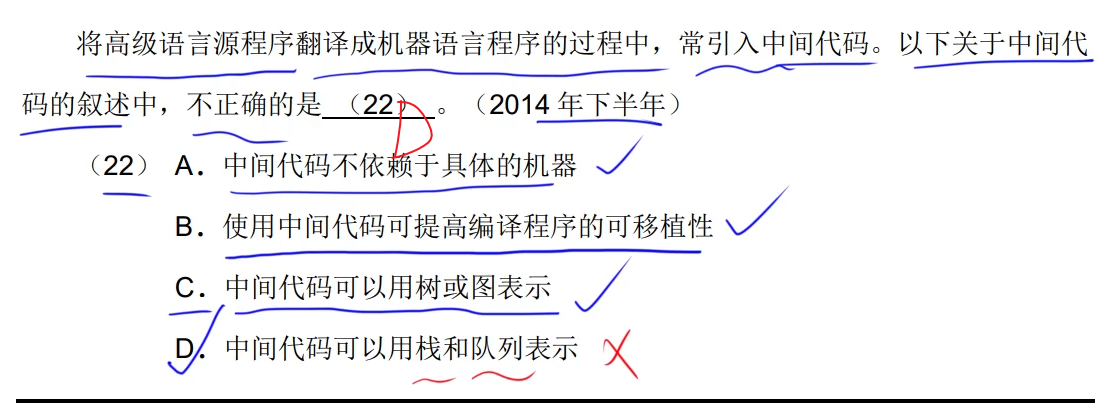 将高级语言源程序翻译成机器语言程序的过程中，常引入中间代码。以下关于中间代
码的叙述中，不正确的是 （22） 。（2014 年下半年）
D
（22） A．中间代码不依赖于具体的机器
B．使用中间代码可提高编译程序的可移植性
C．中间代码可以用树或图表示
D．中间代码可以用栈和队列表示